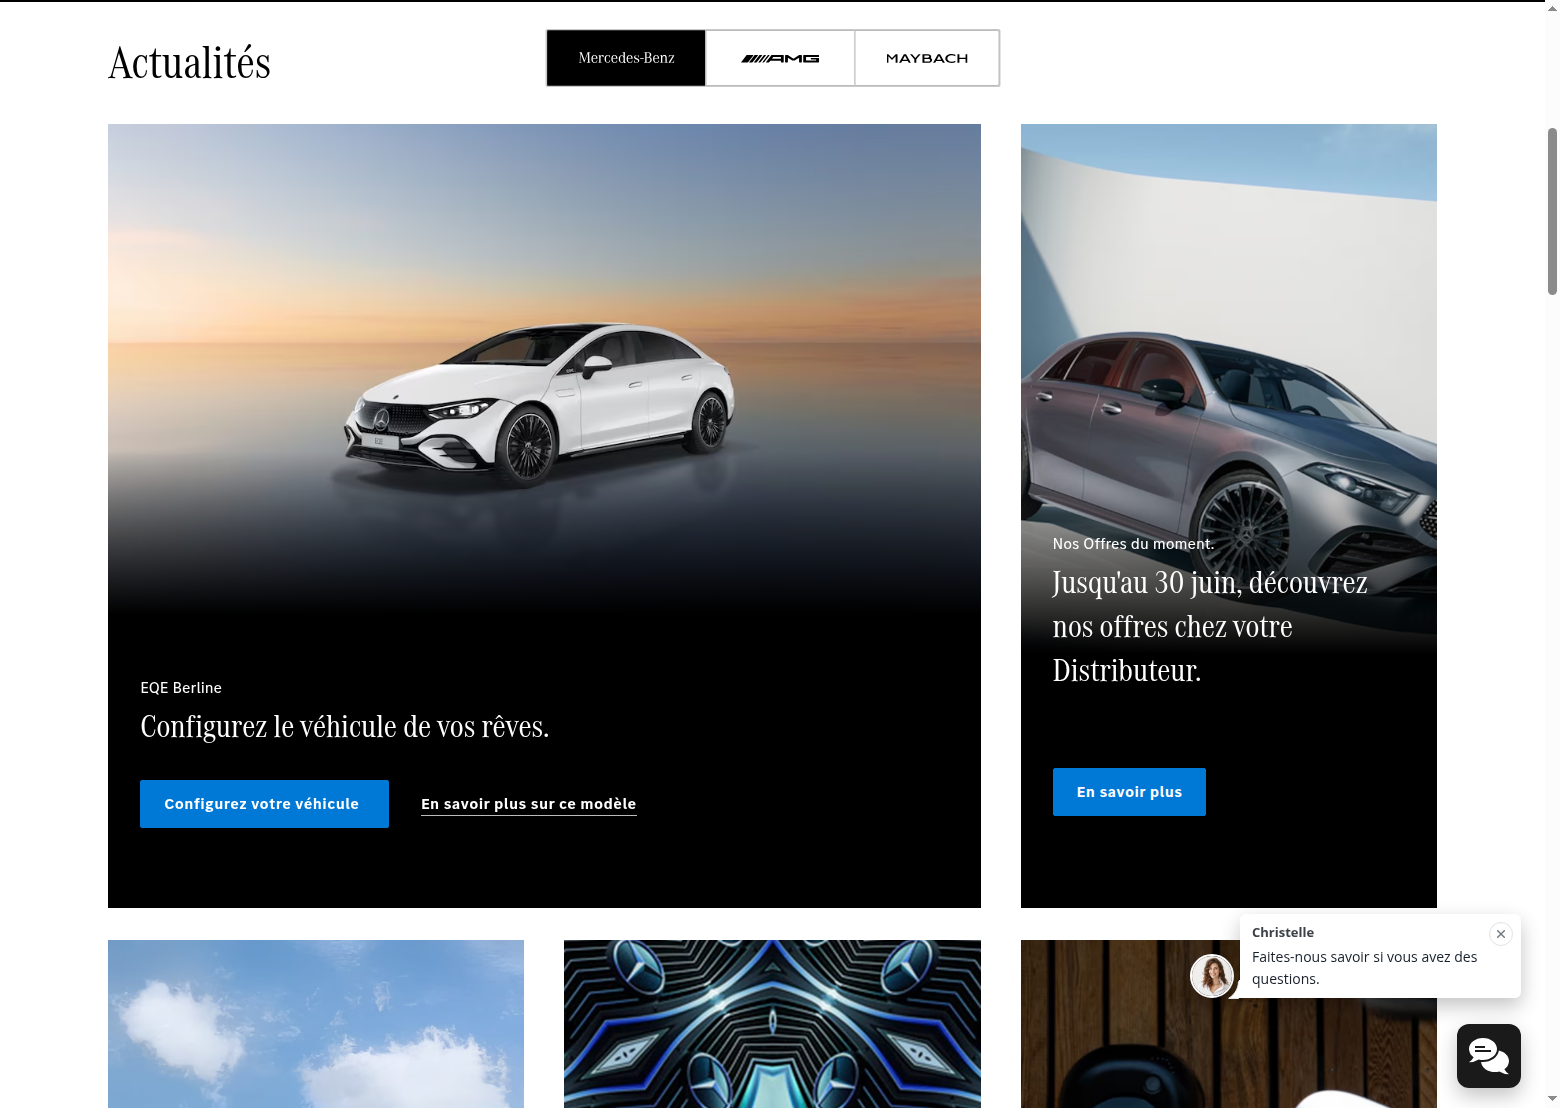 Actualités
Mercedes-Benz
AMG
MAYBACH
EQE
EQE Berline
Configurez le véhicule de vos rêves.
Configurez votre véhicule
En savoir plus sur ce modèle
Nos Offres du moment.
Jusqu'au 30 juin, découvrez
nos offres chez votre
Distributeur.
En savoir plus
Christelle
Faites-nous savoir si vous avez des
questions.